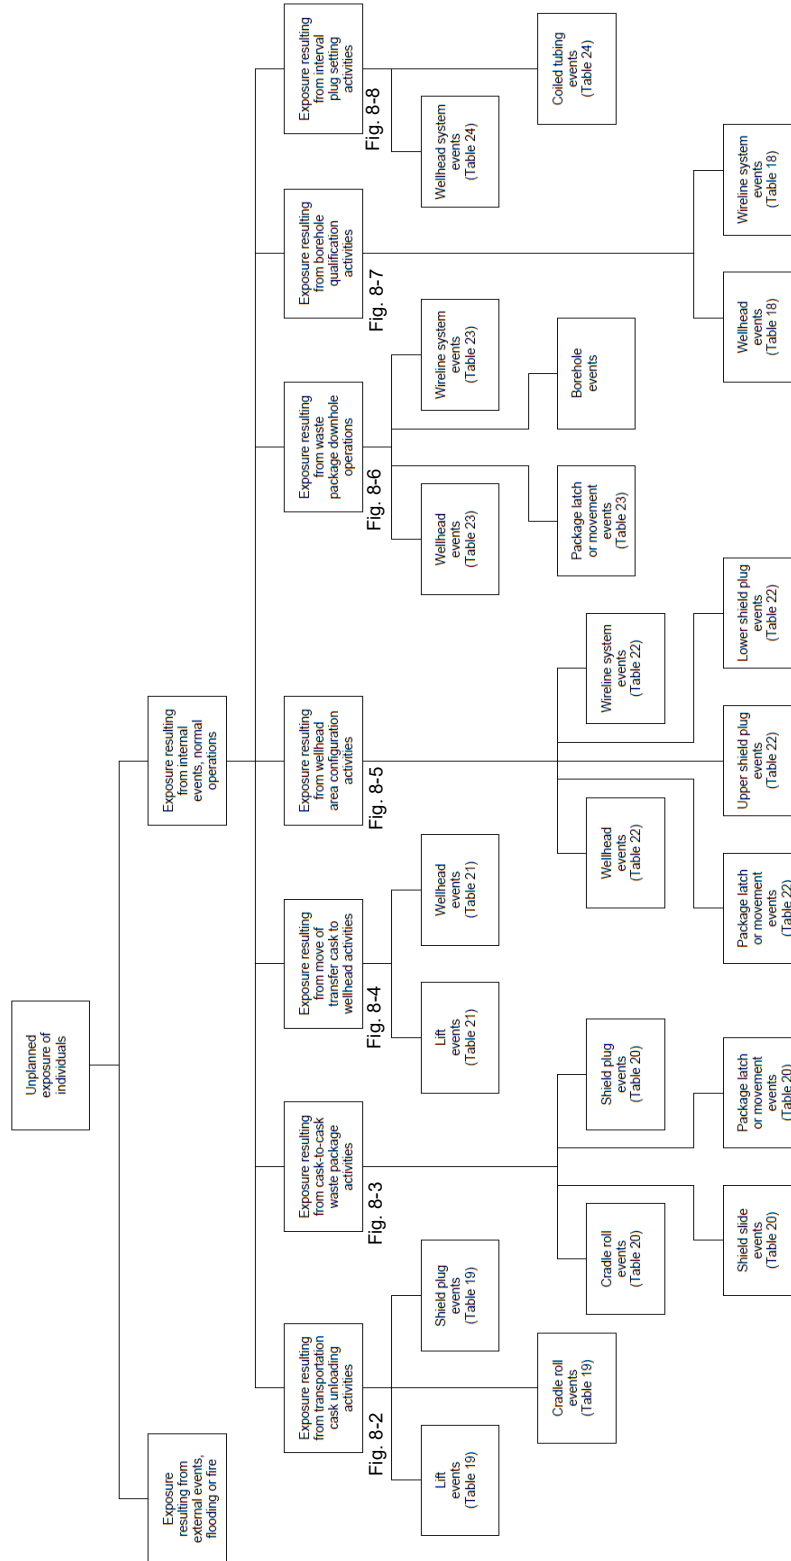 Unplanned
exposure of
individuals
Exposure
resulting from
external events,
flooding or fire
Exposure resulting
from internal
events, normal
operations
Exposure resulting
from transportation
cask unloading
activities
Fig. 8-2
Exposure resulting
from cask-to-cask
waste package
activities
Fig. 8-3
Exposure resulting
from move of
transfer cask to
wellhead activities
Fig. 8-4
Exposure resulting
from wellhead
area configuration
activities
Fig. 8-5
Exposure resulting
from waste
package downhole
operations
Fig. 8-6
Exposure resulting
from borehole
qualification
activities
Fig. 8-7
Exposure resulting
from interval
plug setting
activities
Fig. 8-8
Lift
events
(Table 19)
Shield plug
events
(Table 19)
Cradle roll
events
(Table 19)
Cradle roll
events
(Table 20)
Shield plug
events
(Table 20)
Shield slide
events
(Table 20)
Package latch
or movement
events
(Table 20)
Lift
events
(Table 21)
Wellhead
events
(Table 21)
Wellhead
events
(Table 22)
Wireline system
events
(Table 22)
Package latch
or movement
events
(Table 22)
Upper shield plug
events
(Table 22)
Lower shield plug
events
(Table 22)
Wellhead
events
(Table 23)
Wireline system
events
(Table 23)
Package latch
or movement
events
(Table 23)
Borehole
events
Wellhead
events
(Table 18)
Wireline system
events
(Table 18)
Wellhead system
events
(Table 24)
Coiled tubing
events
(Table 24)